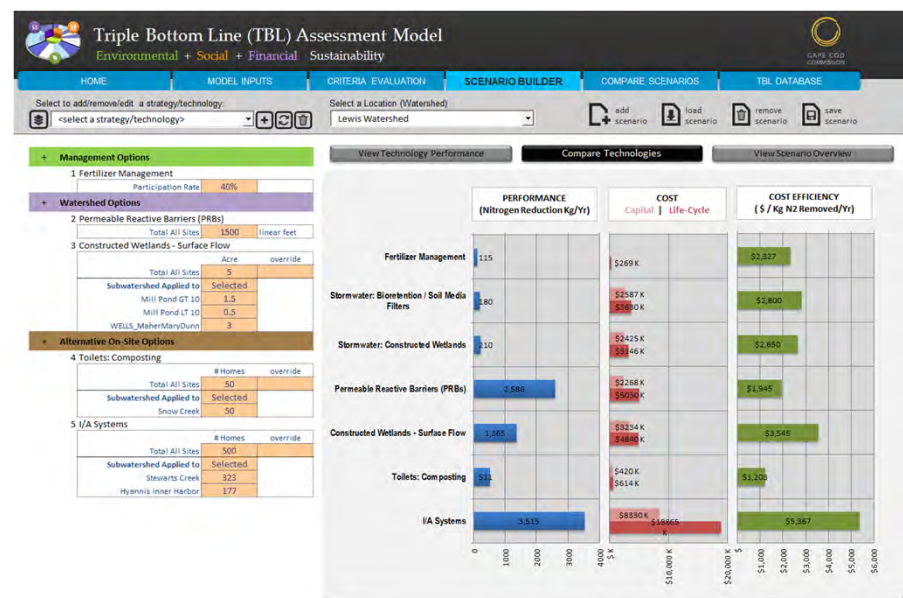 Triple Bottom Line (TBL) Assessment Model
Environmental + Social + Financial Sustainability
CAPE COD
COMMISSION
HOME
MODEL INPUTS
CRITERIA EVALUATION
SCENARIO BUILDER
COMPARE SCENARIOS
TBL DATABASE
Select to add/remove/edit a strategy/technology:
<select a strategy/technology>
Select a Location (Watershed)
Lewis Watershed
add scenario
load scenario
remove scenario
save scenario
+ Management Options
1 Fertilizer Management
Participation Rate 40%
+ Watershed Options
2 Permeable Reactive Barriers (PRBs)
Total All Sites 1500 linear feet
3 Constructed Wetlands - Surface Flow
Acre override
Total All Sites 5
Subwatershed Applied to Selected
Mill Pond GT 10 1.5
Mill Pond LT 10 0.5
WELLS_MaherMaryDunn 3
+ Alternative On-Site Options
4 Toilets: Composting
# Homes override
Total All Sites 50
Subwatershed Applied to Selected
Snow Creek 50
5 I/A Systems
# Homes override
Total All Sites 500
Subwatershed Applied to Selected
Stewarts Creek 323
Hyannis Inner Harbor 177
View Technology Performance
Compare Technologies
View Scenario Overview
PERFORMANCE
(Nitrogen Reduction Kg/Yr)
COST
Capital | Life-Cycle
COST EFFICIENCY
( $ / Kg N2 Removed/Yr)
Fertilizer Management 115 $269 K $2,327
Stormwater: Bioretention / Soil Media Filters 180 $2587 K $2,800
Stormwater: Constructed Wetlands 210 $2425 K $3146 K $2,650
Permeable Reactive Barriers (PRBs) 2,588 $2268 K $5030 K $1,945
Constructed Wetlands - Surface Flow 1,365 $3234 K $4840 K $3,545
Toilets: Composting 511 $420 K $614 K $1,203
I/A Systems 3,515 $8890 K $18865 K $5,367
0 1000 2000 3000 4000
$ K $10,000 K $20,000 K
$ $1,000 $2,000 $3,000 $4,000 $5,000 $6,000